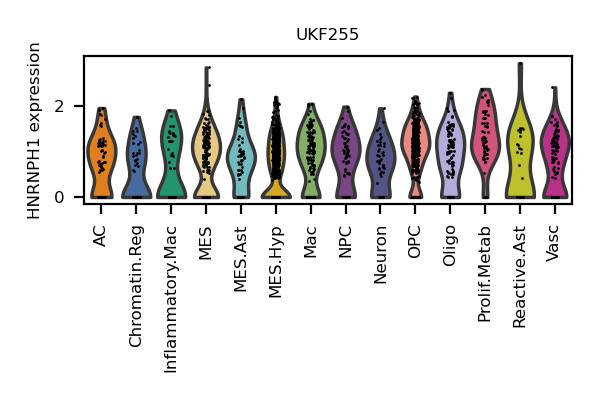 UKF255
HNRNPH1 expression
2
0
AC
Chromatin.Reg
Inflammatory.Mac
MES
MES.Ast
MES.Hyp
Mac
NPC
Neuron
OPC
Oligo
Prolif.Metab
Reactive.Ast
Vasc